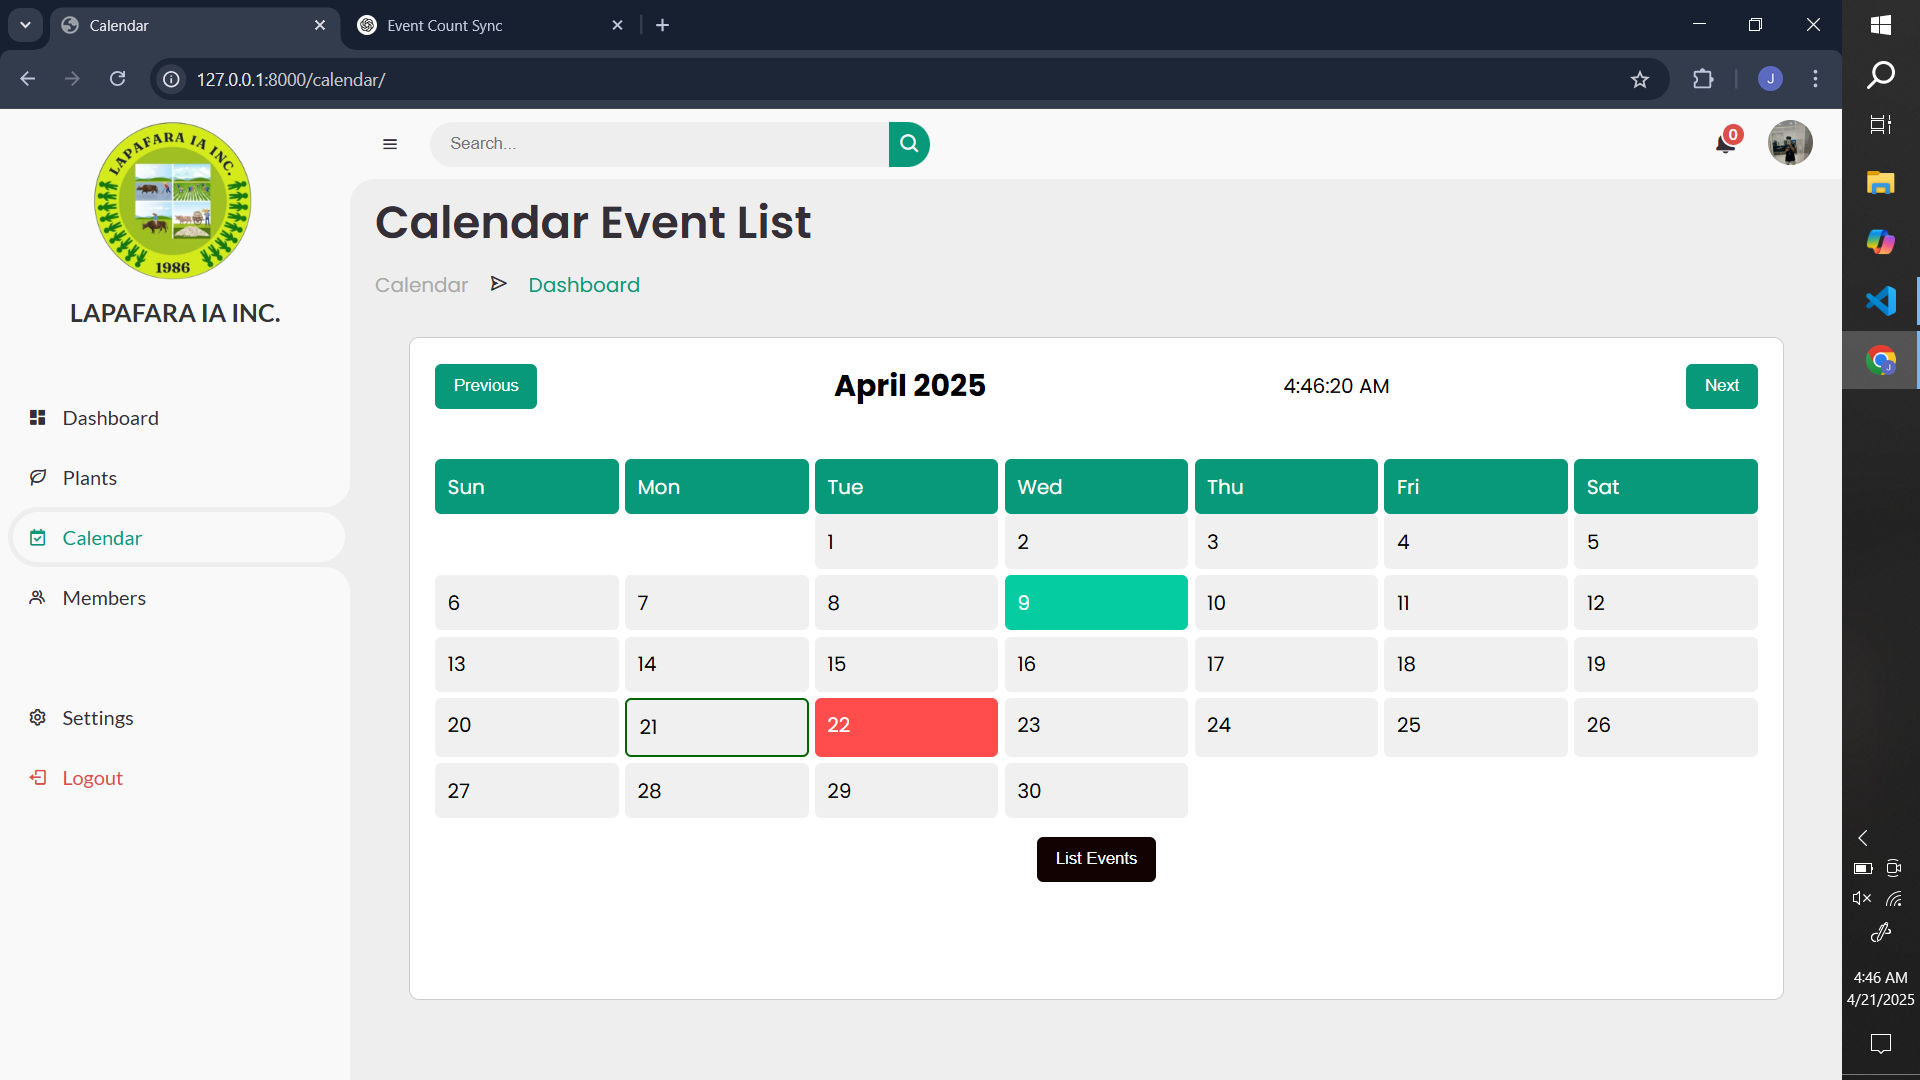 Calendar
Event Count Sync
127.0.0.1:8000/calendar/
J
LAPAFARA IA INC.
1986
LAPAFARA IA INC.
Dashboard
Plants
Calendar
Members
Settings
Logout
Search...
0
Calendar Event List
Calendar Dashboard
Previous April 2025 4:46:20 AM Next
Sun Mon Tue Wed Thu Fri Sat
1 2 3 4 5
6 7 8 9 10 11 12
13 14 15 16 17 18 19
20 21 22 23 24 25 26
27 28 29 30
List Events
J
4:46 AM
4/21/2025